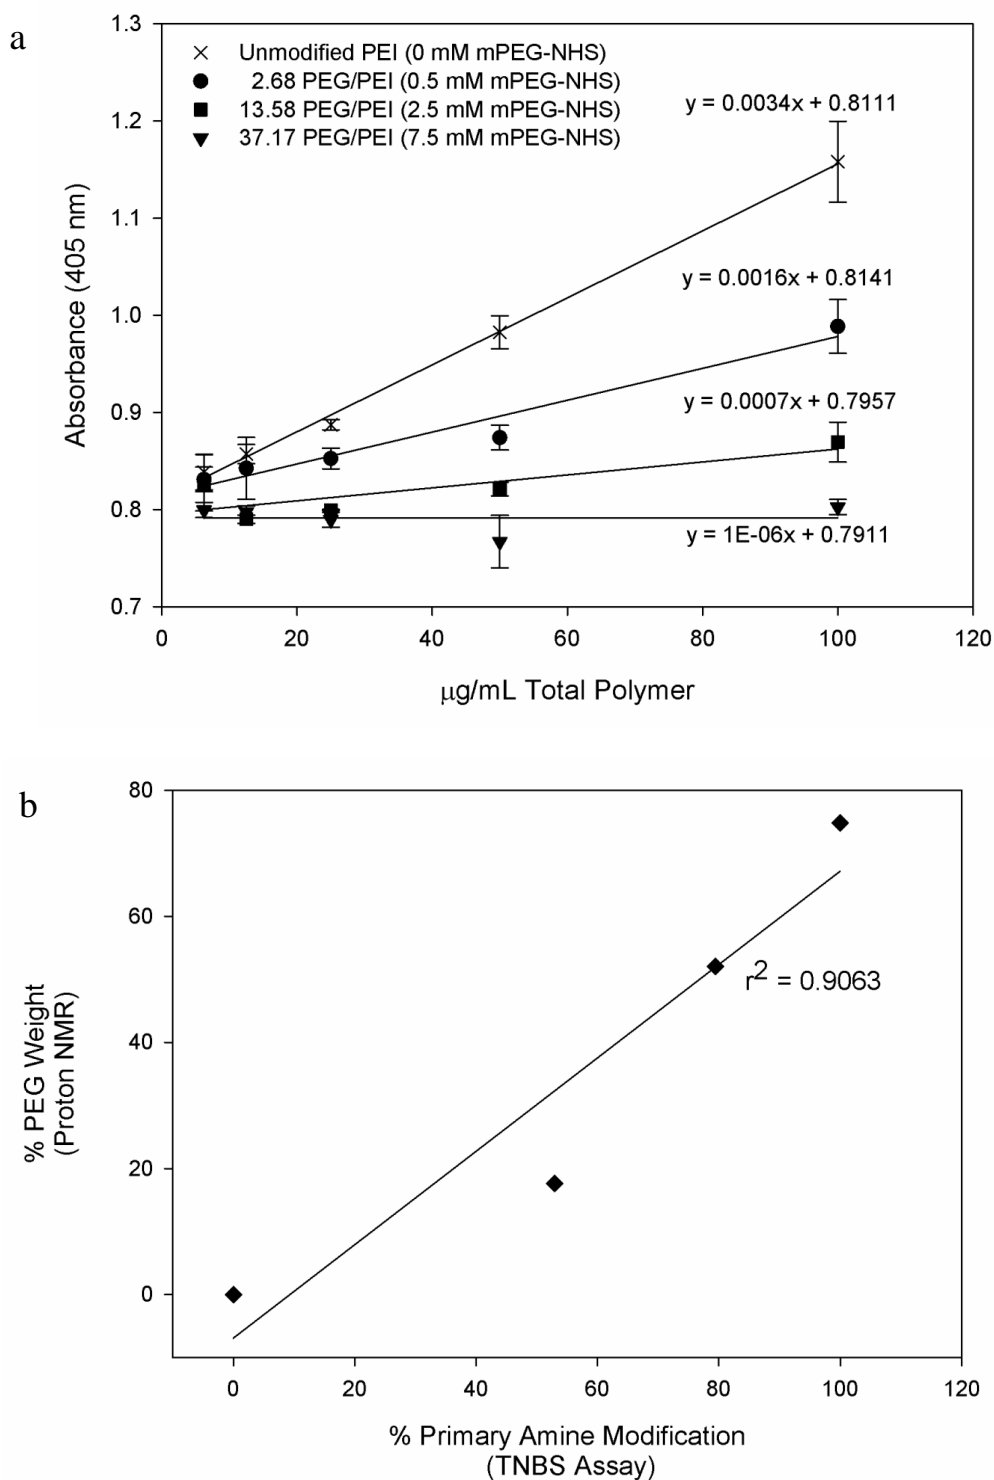 a
1.3
1.2
1.1
1.0
0.9
0.8
0.7
Absorbance (405 nm)
Unmodified PEI (0 mM mPEG-NHS)
2.68 PEG/PEI (0.5 mM mPEG-NHS)
13.58 PEG/PEI (2.5 mM mPEG-NHS)
37.17 PEG/PEI (7.5 mM mPEG-NHS)
y = 0.0034x + 0.8111
y = 0.0016x + 0.8141
y = 0.0007x + 0.7957
y = 1E-06x + 0.7911
0 20 40 60 80 100 120
μg/mL Total Polymer
b
80
60
40
20
0
% PEG Weight
(Proton NMR)
r² = 0.9063
0 20 40 60 80 100 120
% Primary Amine Modification
(TNBS Assay)